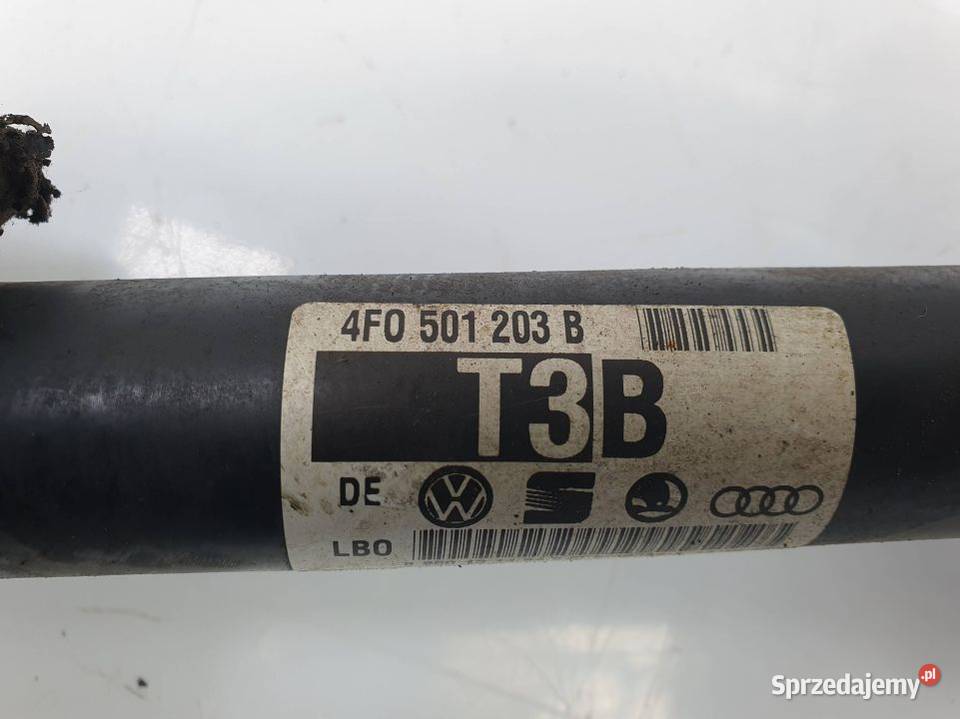 4F0 501 203 B
T3B
DE
LBO
Sprzedajemy.pl